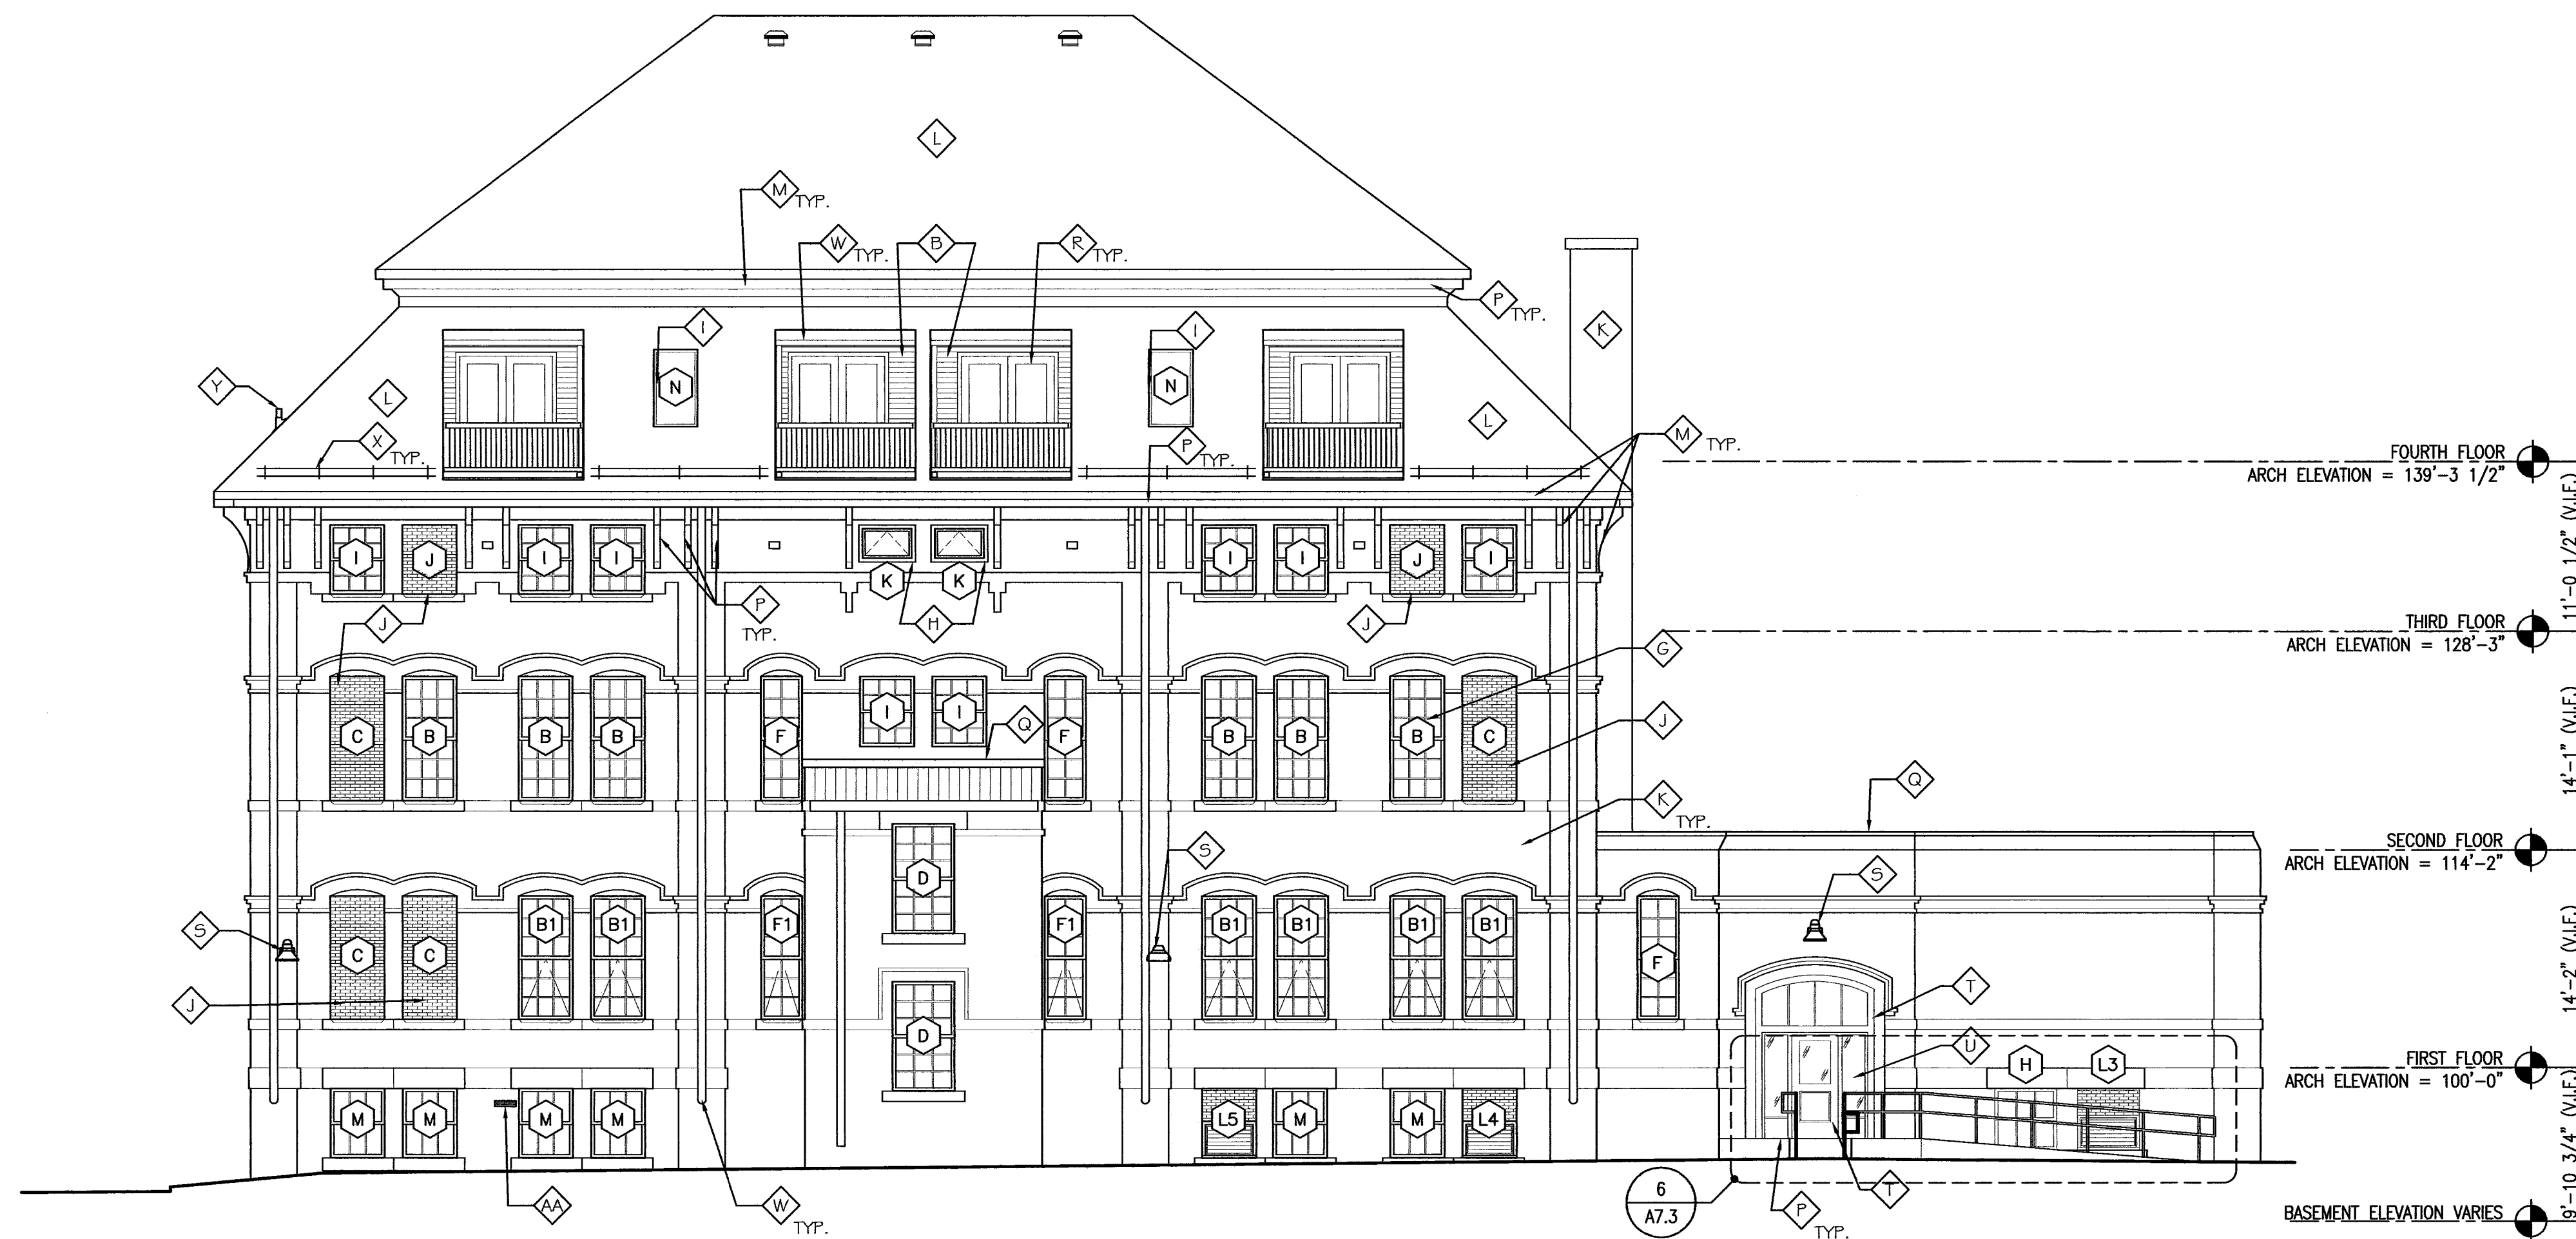 L
M TYP.
W TYP. B R TYP.
P TYP.
I I K
N N
Y L L
X TYP. P TYP. M TYP.
FOURTH FLOOR
ARCH ELEVATION = 139'-3 1/2"
11'-0 1/2" (V.I.F.)
I J I I K K I I J I
P TYP.
J H J
THIRD FLOOR
ARCH ELEVATION = 128'-3"
G
14'-1" (V.I.F.)
C B B B F I I F B B B C
Q J
K TYP.
Q
SECOND FLOOR
ARCH ELEVATION = 114'-2"
S S
D
14'-2" (V.I.F.)
S C C B1 B1 F1 F1 B1 B1 B1 B1 F
J T
D
U
FIRST FLOOR
ARCH ELEVATION = 100'-0"
H L3
M M M M L5 M M L4
9'-10 3/4" (V.I.F.)
AA W TYP.
6
A7.3
T
P TYP.
BASEMENT ELEVATION VARIES